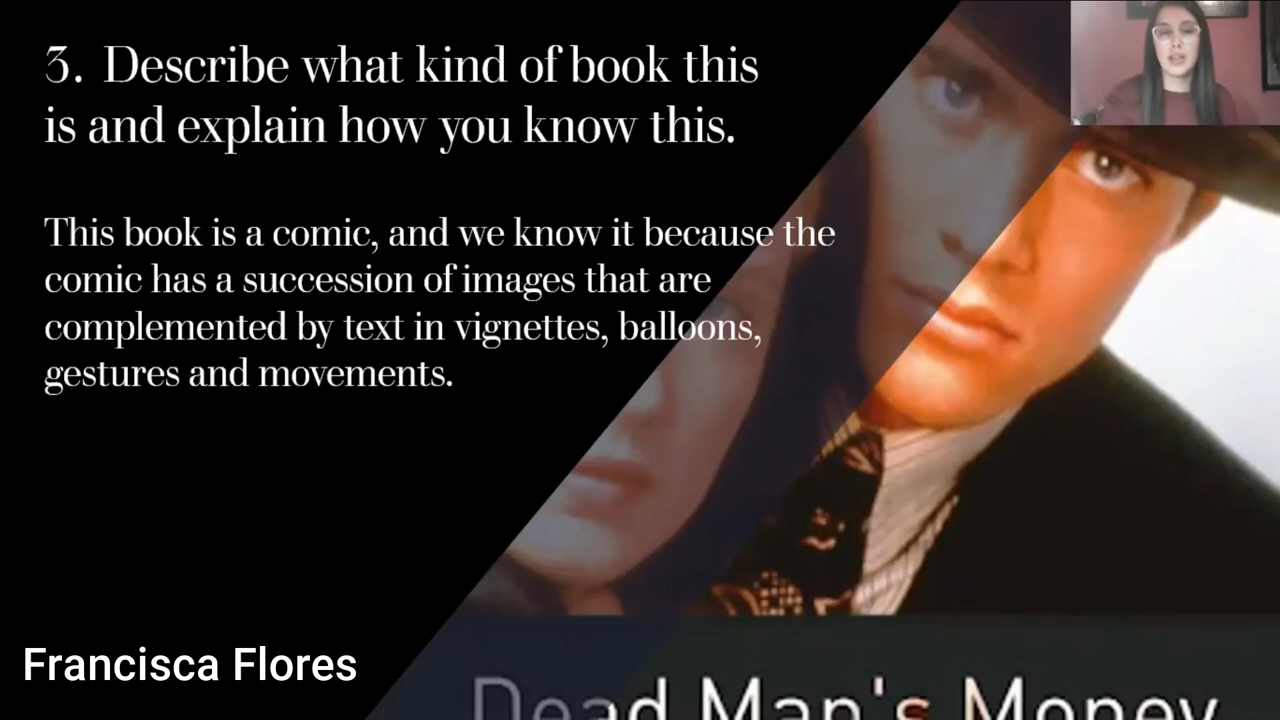 3. Describe what kind of book this
is and explain how you know this.
This book is a comic, and we know it because the
comic has a succession of images that are
complemented by text in vignettes, balloons,
gestures and movements.
Francisca Flores
Dead Man's Money